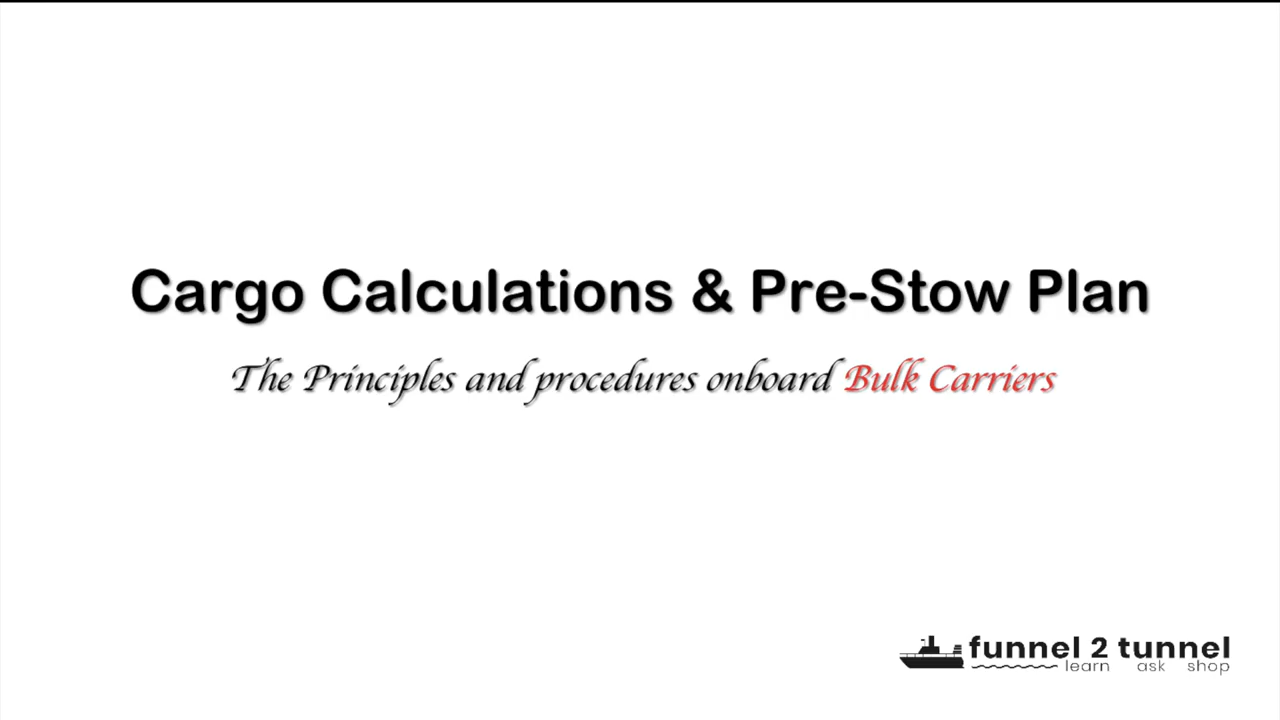 Cargo Calculations & Pre-Stow Plan
The Principles and procedures onboard Bulk Carriers
funnel 2 tunnel
learn ask shop